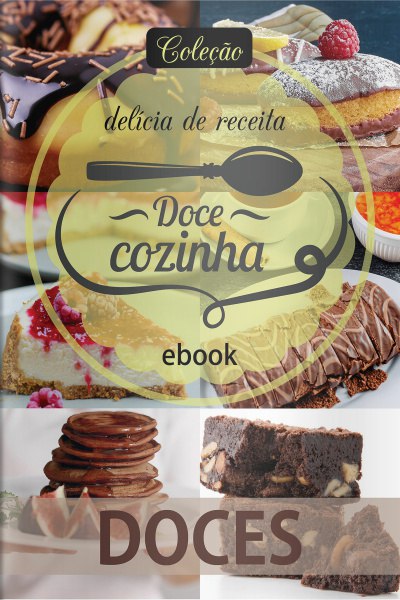 Coleção
delícia de receita
Doce
cozinha
ebook
DOCES